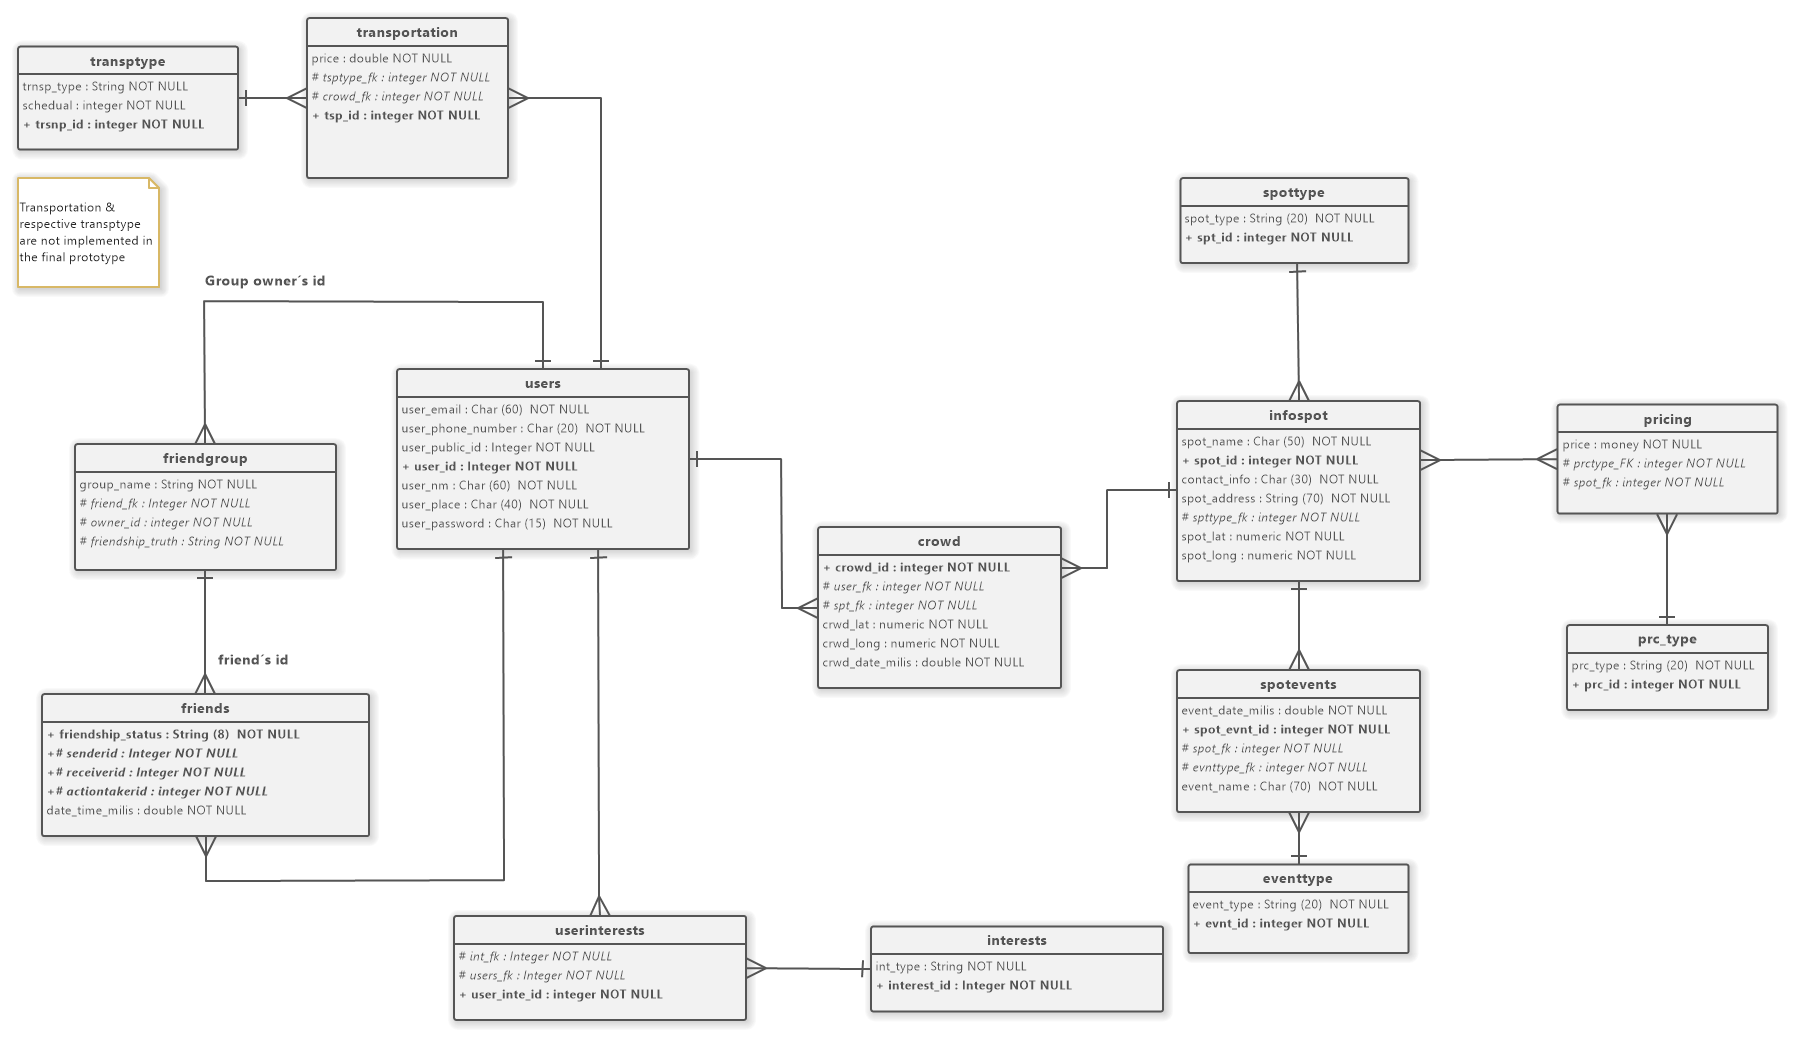 transptype
trnsp_type : String NOT NULL
schedual : integer NOT NULL
+ trsnp_id : integer NOT NULL
transportation
price : double NOT NULL
# tsptype_fk : integer NOT NULL
# crowd_fk : integer NOT NULL
+ tsp_id : integer NOT NULL
Transportation &
respective transptype
are not implemented in
the final prototype
spottype
spot_type : String (20)  NOT NULL
+ spt_id : integer NOT NULL
Group owner´s id
users
user_email : Char (60)  NOT NULL
user_phone_number : Char (20)  NOT NULL
user_public_id : Integer NOT NULL
+ user_id : Integer NOT NULL
user_nm : Char (60)  NOT NULL
user_place : Char (40)  NOT NULL
user_password : Char (15)  NOT NULL
infospot
spot_name : Char (50)  NOT NULL
+ spot_id : integer NOT NULL
contact_info : Char (30)  NOT NULL
spot_address : String (70)  NOT NULL
# spttype_fk : integer NOT NULL
spot_lat : numeric NOT NULL
spot_long : numeric NOT NULL
pricing
price : money NOT NULL
# prctype_FK : integer NOT NULL
# spot_fk : integer NOT NULL
friendgroup
group_name : String NOT NULL
# friend_fk : Integer NOT NULL
# owner_id : integer NOT NULL
# friendship_truth : String NOT NULL
crowd
+ crowd_id : integer NOT NULL
# user_fk : integer NOT NULL
# spt_fk : integer NOT NULL
crwd_lat : numeric NOT NULL
crwd_long : numeric NOT NULL
crwd_date_milis : double NOT NULL
prc_type
prc_type : String (20)  NOT NULL
+ prc_id : integer NOT NULL
friend´s id
friends
+ friendship_status : String (8)  NOT NULL
+# senderid : Integer NOT NULL
+# receiverid : Integer NOT NULL
+# actiontakerid : integer NOT NULL
date_time_milis : double NOT NULL
spotevents
event_date_milis : double NOT NULL
+ spot_evnt_id : integer NOT NULL
# spot_fk : integer NOT NULL
# evnttype_fk : integer NOT NULL
event_name : Char (70)  NOT NULL
eventtype
event_type : String (20)  NOT NULL
+ evnt_id : integer NOT NULL
userinterests
# int_fk : Integer NOT NULL
# users_fk : Integer NOT NULL
+ user_inte_id : integer NOT NULL
interests
int_type : String NOT NULL
+ interest_id : Integer NOT NULL